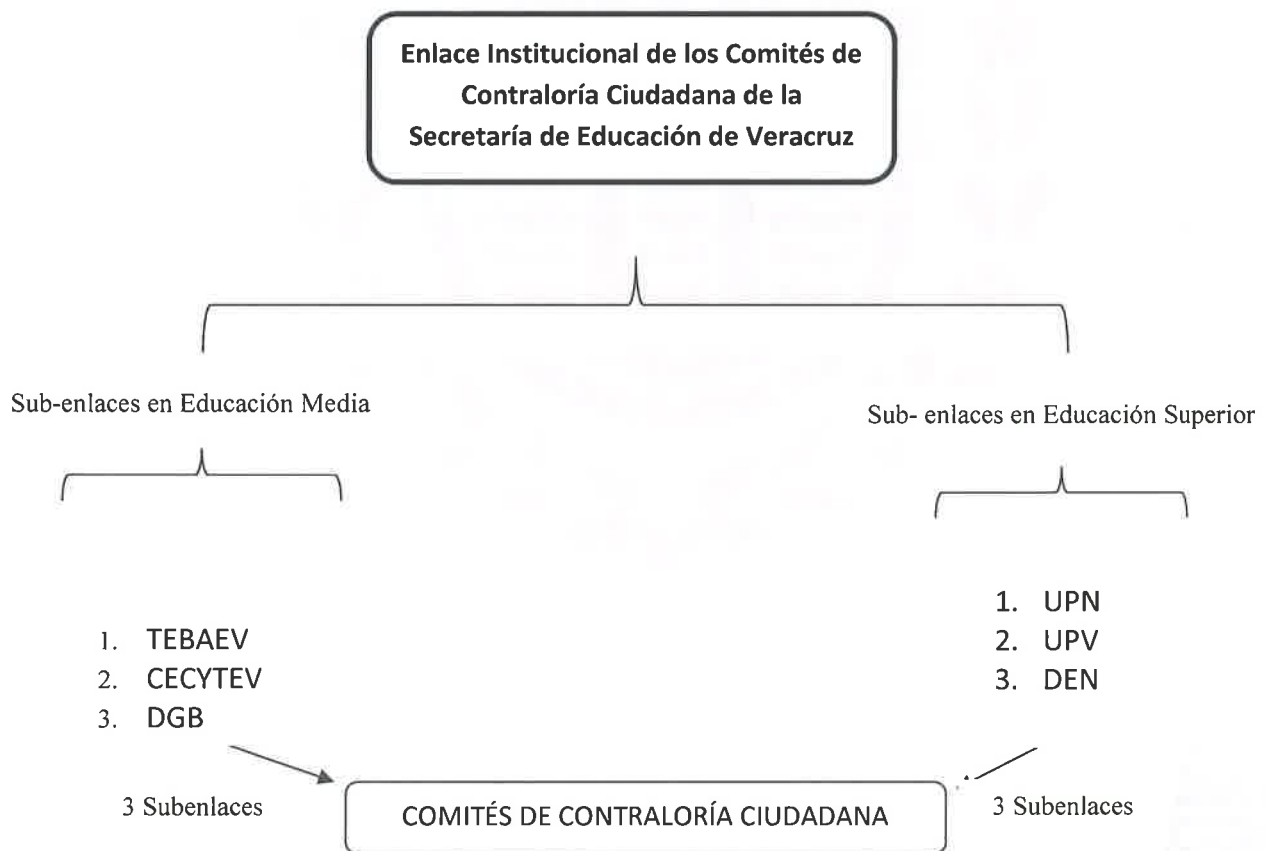 Enlace Institucional de los Comités de
Contraloría Ciudadana de la
Secretaría de Educación de Veracruz
Sub-enlaces en Educación Media
Sub- enlaces en Educación Superior
1. TEBAEV
2. CECYTEV
3. DGB
1. UPN
2. UPV
3. DEN
3 Subenlaces
COMITÉS DE CONTRALORÍA CIUDADANA
3 Subenlaces